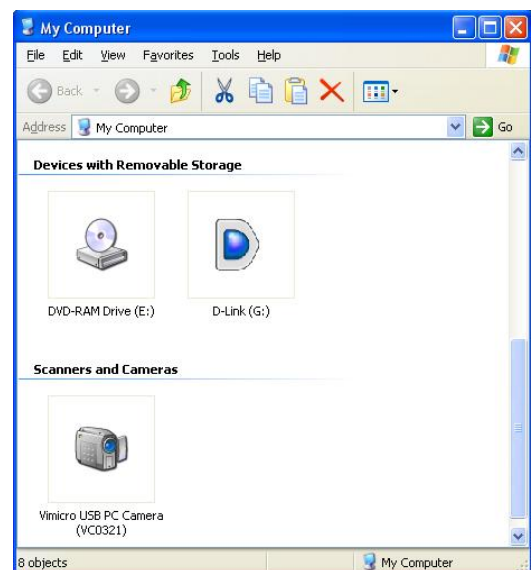 My Computer
File Edit View Favorites Tools Help
Back
Address My Computer Go
Devices with Removable Storage
DVD-RAM Drive (E:) D-Link (G:)
Scanners and Cameras
Vimicro USB PC Camera
(VC0321)
8 objects My Computer